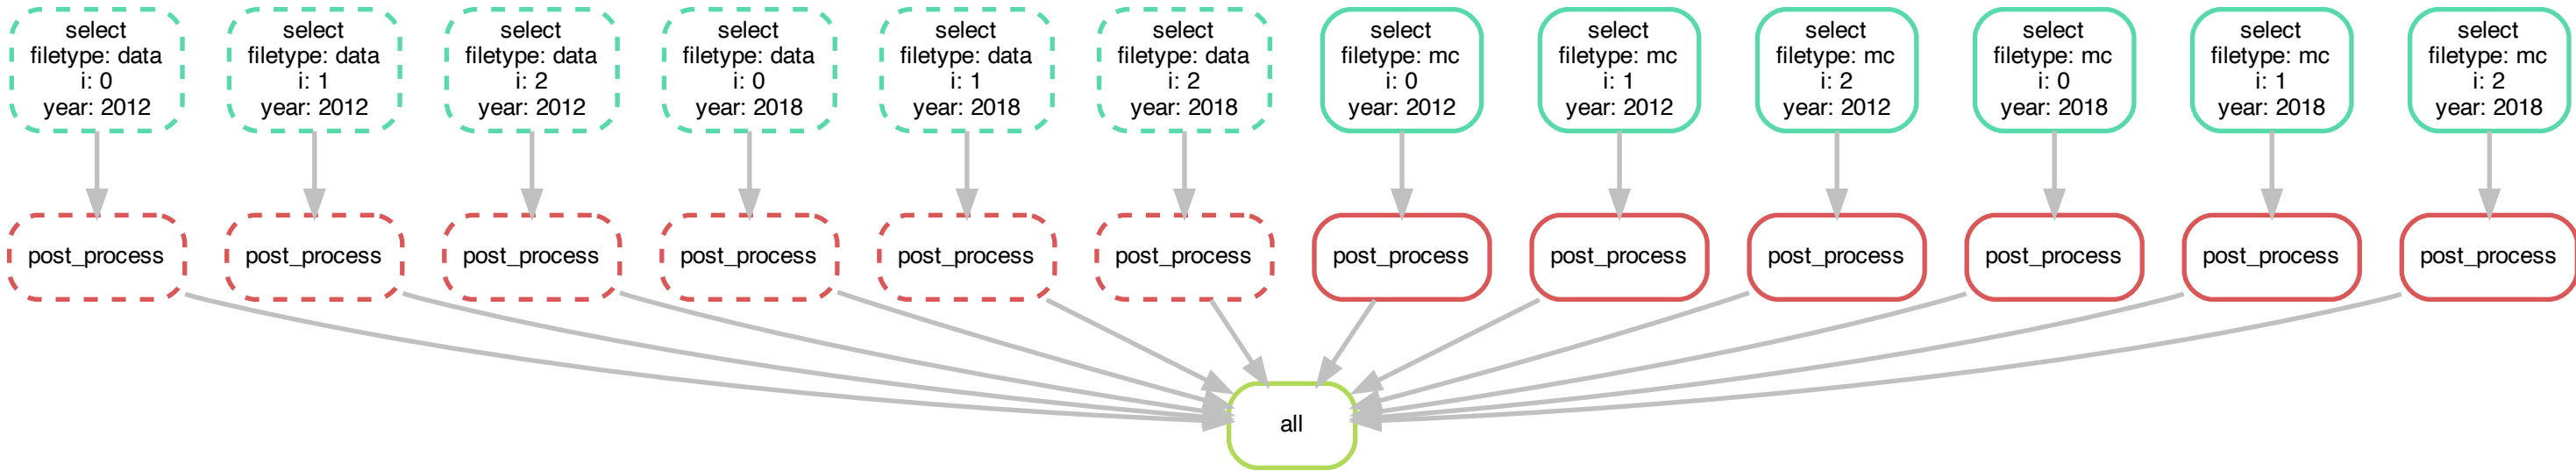 select
filetype: data
i: 0
year: 2012
select
filetype: data
i: 1
year: 2012
select
filetype: data
i: 2
year: 2012
select
filetype: data
i: 0
year: 2018
select
filetype: data
i: 1
year: 2018
select
filetype: data
i: 2
year: 2018
select
filetype: mc
i: 0
year: 2012
select
filetype: mc
i: 1
year: 2012
select
filetype: mc
i: 2
year: 2012
select
filetype: mc
i: 0
year: 2018
select
filetype: mc
i: 1
year: 2018
select
filetype: mc
i: 2
year: 2018
post_process
post_process
post_process
post_process
post_process
post_process
post_process
post_process
post_process
post_process
post_process
post_process
all